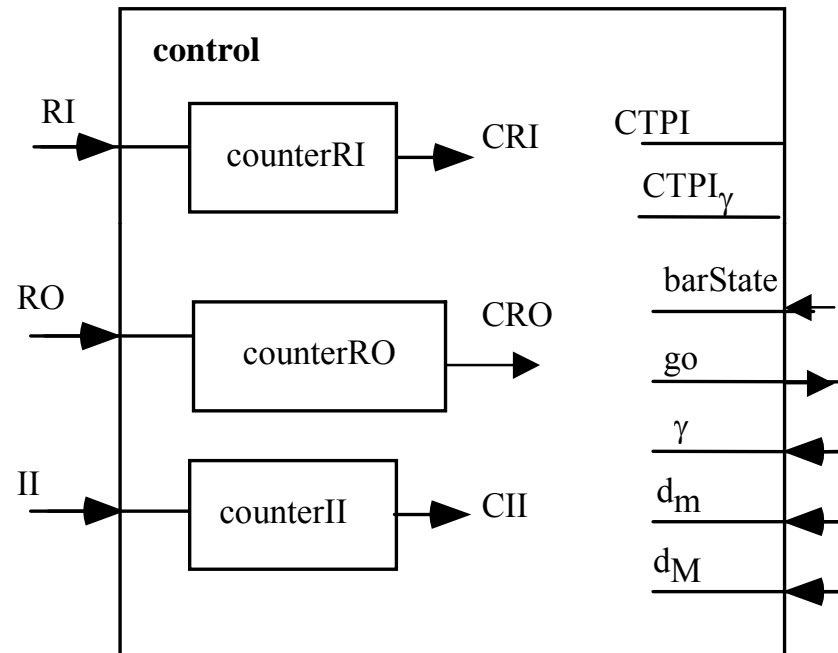 control
RI
counterRI
CRI
CTPI
CTPIγ
RO
counterRO
CRO
barState
go
γ
II
counterII
CII
dm
dM